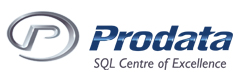 P Prodata
SQL Centre of Excellence